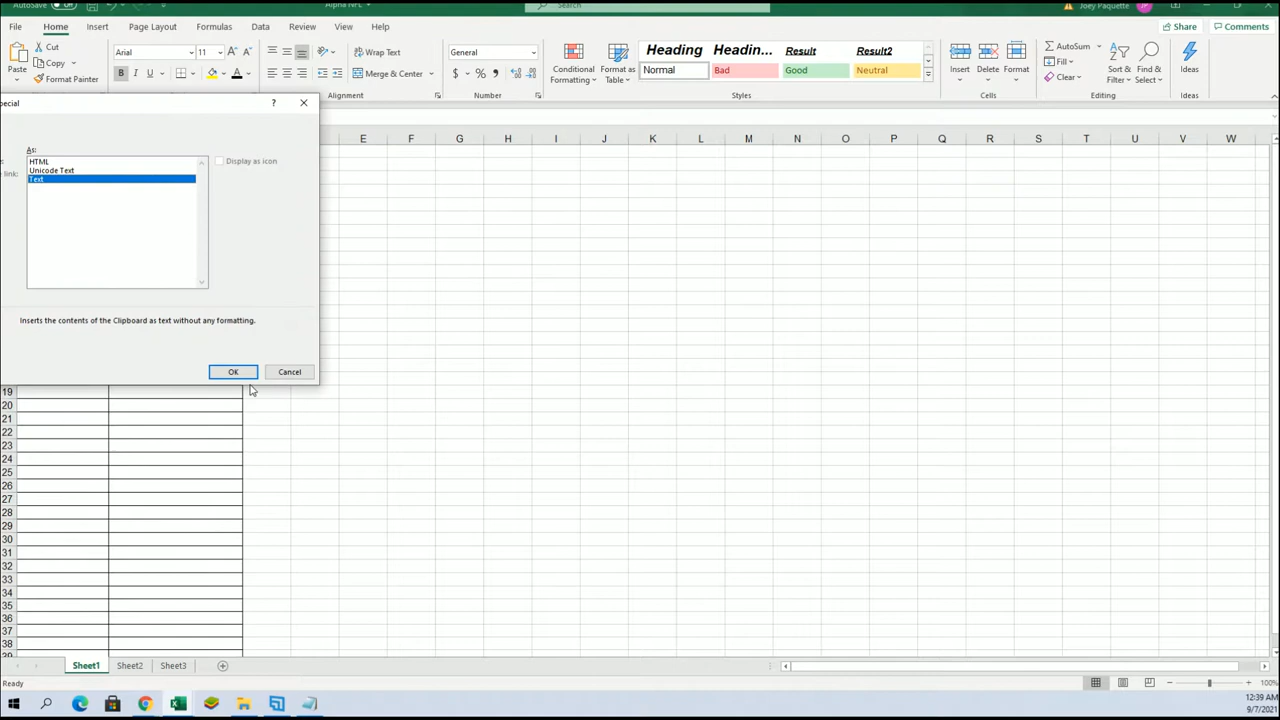 AutoSave Off Alpha NFL Search Joey Paquette JP
File Home Insert Page Layout Formulas Data Review View Help Share Comments
Paste Cut Copy Format Painter
Arial 11 A A B I U A
Wrap Text Merge & Center Alignment
General $ % Number
Conditional Formatting Format as Table
Heading Headin... Result Result2
Normal Bad Good Neutral
Styles
Insert Delete Format Cells
AutoSum Fill Clear Sort & Filter Find & Select Editing
Ideas Ideas
pecial ?
As:
HTML
Unicode Text
Text
link:
Display as icon
Inserts the contents of the Clipboard as text without any formatting.
OK Cancel
E F G H I J K L M N O P Q R S T U V W
19
20
21
22
23
24
25
26
27
28
29
30
31
32
33
34
35
36
37
38
39
Sheet1 Sheet2 Sheet3
Ready 100%
12:39 AM
9/7/2021